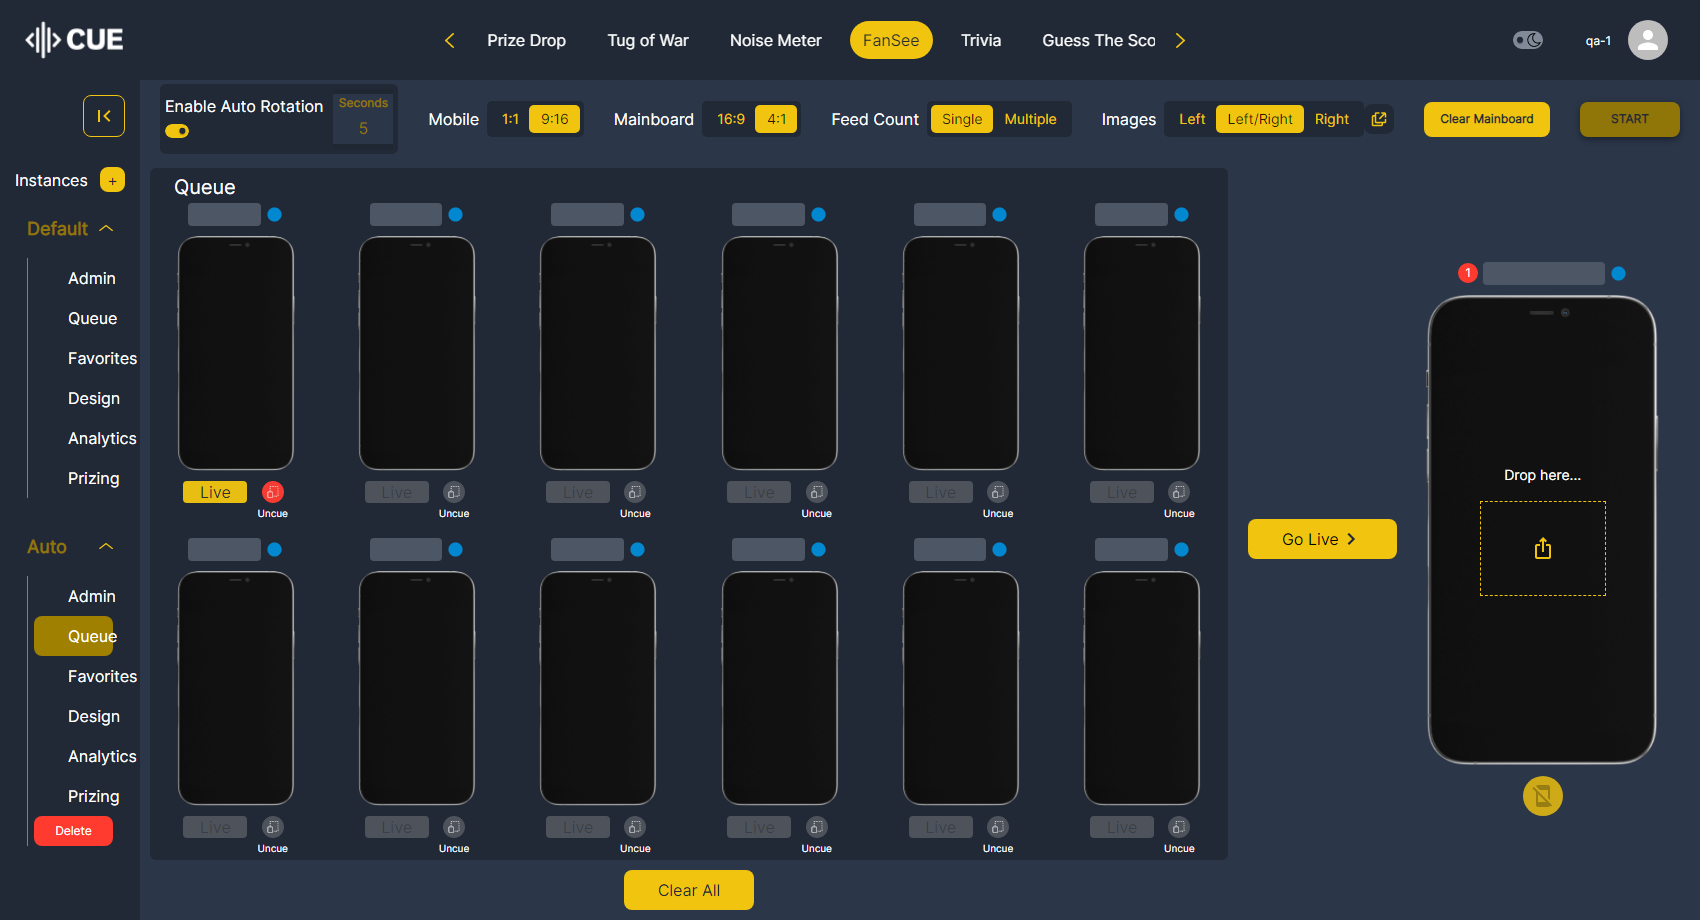 CUE
Prize Drop
Tug of War
Noise Meter
FanSee
Trivia
Guess The Sco
qa-1
Enable Auto Rotation
Seconds
5
Mobile
1:1
9:16
Mainboard
16:9
4:1
Feed Count
Single
Multiple
Images
Left
Left/Right
Right
Clear Mainboard
START
Instances +
Default
Admin
Queue
Favorites
Design
Analytics
Prizing
Auto
Admin
Queue
Favorites
Design
Analytics
Prizing
Delete
Queue
Live
Uncue
Live
Uncue
Live
Uncue
Live
Uncue
Live
Uncue
Live
Uncue
Live
Uncue
Live
Uncue
Live
Uncue
Live
Uncue
Live
Uncue
Live
Uncue
Clear All
Go Live
1
Drop here...